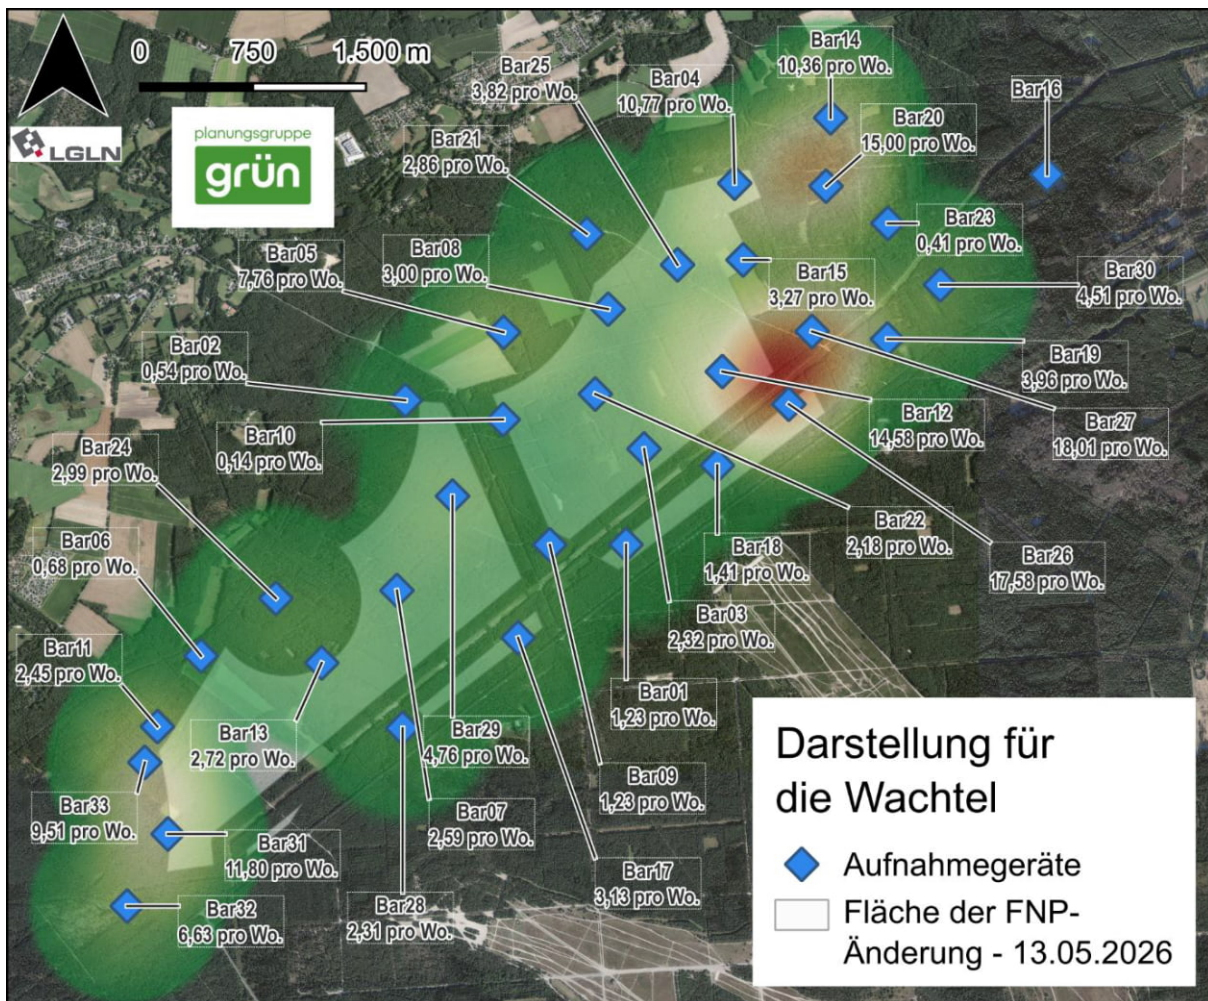 0 750 1.500 m
LGLN
planungsgruppe
grün
Bar14
10,36 pro Wo.
Bar25
3,82 pro Wo.
Bar04
10,77 pro Wo.
Bar16
Bar20
15,00 pro Wo.
Bar21
2,86 pro Wo.
Bar23
0,41 pro Wo.
Bar05
7,76 pro Wo.
Bar08
3,00 pro Wo.
Bar15
3,27 pro Wo.
Bar30
4,51 pro Wo.
Bar02
0,54 pro Wo.
Bar19
3,96 pro Wo.
Bar10
0,14 pro Wo.
Bar12
14,58 pro Wo.
Bar27
18,01 pro Wo.
Bar24
2,99 pro Wo.
Bar22
2,18 pro Wo.
Bar06
0,68 pro Wo.
Bar18
1,41 pro Wo.
Bar26
17,58 pro Wo.
Bar03
2,32 pro Wo.
Bar11
2,45 pro Wo.
Bar01
1,23 pro Wo.
Bar13
2,72 pro Wo.
Bar29
4,76 pro Wo.
Bar09
1,23 pro Wo.
Bar33
9,51 pro Wo.
Bar07
2,59 pro Wo.
Bar31
11,80 pro Wo.
Bar17
3,13 pro Wo.
Bar32
6,63 pro Wo.
Bar28
2,31 pro Wo.
Darstellung für
die Wachtel
Aufnahmegeräte
Fläche der FNP-
Änderung - 13.05.2026